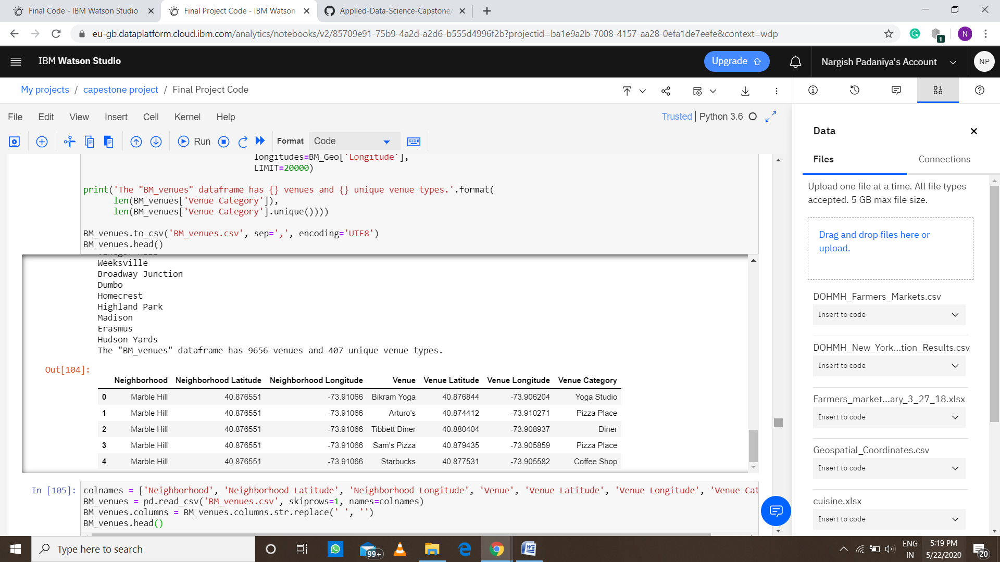 Final Code - IBM Watson Studio
Final Project Code - IBM Watson
Applied-Data-Science-Capstone/
eu-gb.dataplatform.cloud.ibm.com/analytics/notebooks/v2/85709e91-75b9-4a2d-a2d6-b555d4996f2b?projectid=ba1e9a2b-7008-4157-aa28-0efa1de7eefe&context=wdp
1
N
IBM Watson Studio
Upgrade
Nargish Padaniya's Account
NP
My projects / capestone project / Final Project Code
File Edit View Insert Cell Kernel Help
Trusted | Python 3.6
Run
Format
Code
longitudes=BM_Geo['Longitude'],
LIMIT=20000)
print('The "BM_venues" dataframe has {} venues and {} unique venue types.'.format(
len(BM_venues['Venue Category']),
len(BM_venues['Venue Category'].unique())))
BM_venues.to_csv('BM_venues.csv', sep=',', encoding='UTF8')
BM_venues.head()
Weeksville
Broadway Junction
Dumbo
Homecrest
Highland Park
Madison
Erasmus
Hudson Yards
The "BM_venues" dataframe has 9656 venues and 407 unique venue types.
Out[104]:
Neighborhood Neighborhood Latitude Neighborhood Longitude Venue Venue Latitude Venue Longitude Venue Category
0 Marble Hill 40.876551 -73.91066 Bikram Yoga 40.876844 -73.906204 Yoga Studio
1 Marble Hill 40.876551 -73.91066 Arturo's 40.874412 -73.910271 Pizza Place
2 Marble Hill 40.876551 -73.91066 Tibbett Diner 40.880404 -73.908937 Diner
3 Marble Hill 40.876551 -73.91066 Sam's Pizza 40.879435 -73.905859 Pizza Place
4 Marble Hill 40.876551 -73.91066 Starbucks 40.877531 -73.905582 Coffee Shop
In [105]:
colnames = ['Neighborhood', 'Neighborhood Latitude', 'Neighborhood Longitude', 'Venue', 'Venue Latitude', 'Venue Longitude', 'Venue Cat
BM_venues = pd.read_csv('BM_venues.csv', skiprows=1, names=colnames)
BM_venues.columns = BM_venues.columns.str.replace(' ', '')
BM_venues.head()
Data
Files
Connections
Upload one file at a time. All file types
accepted. 5 GB max file size.
Drag and drop files here or
upload.
DOHMH_Farmers_Markets.csv
Insert to code
DOHMH_New_York...tion_Results.csv
Insert to code
Farmers_market...ary_3_27_18.xlsx
Insert to code
Geospatial_Coordinates.csv
Insert to code
cuisine.xlsx
Insert to code
Type here to search
99+
ENG
IN
5:19 PM
5/22/2020
20